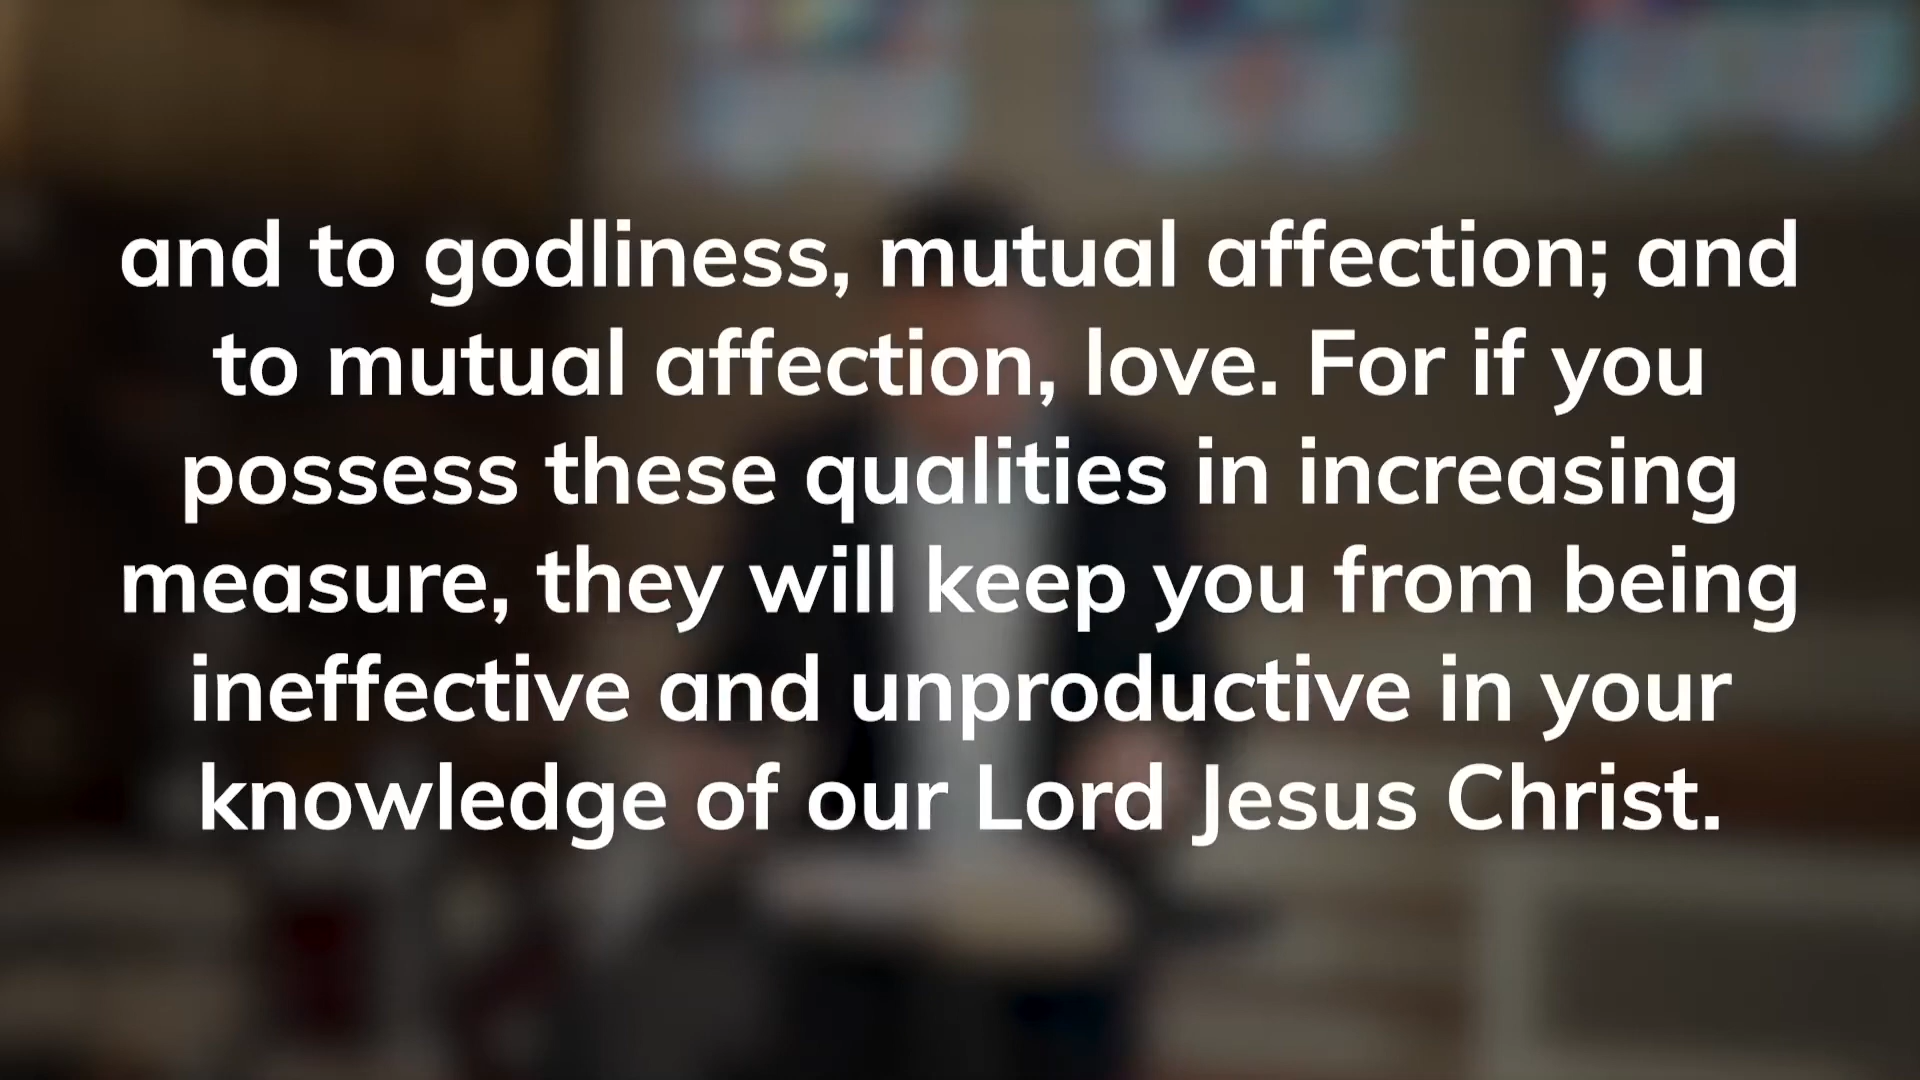 and to godliness, mutual affection; and
to mutual affection, love. For if you
possess these qualities in increasing
measure, they will keep you from being
ineffective and unproductive in your
knowledge of our Lord Jesus Christ.